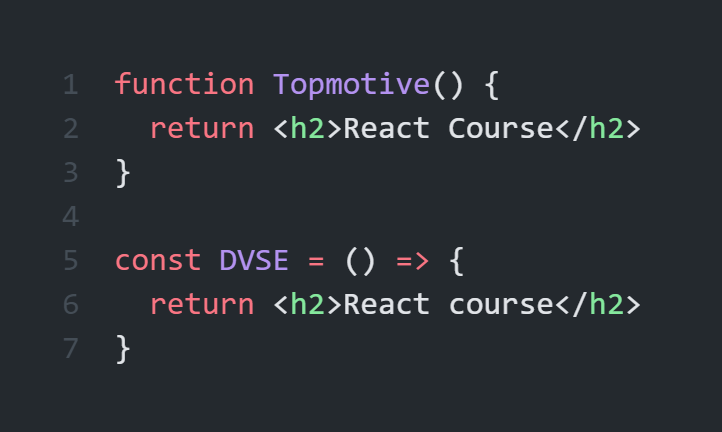 1 function Topmotive() {
2   return <h2>React Course</h2>
3 }
4
5 const DVSE = () => {
6   return <h2>React course</h2>
7 }